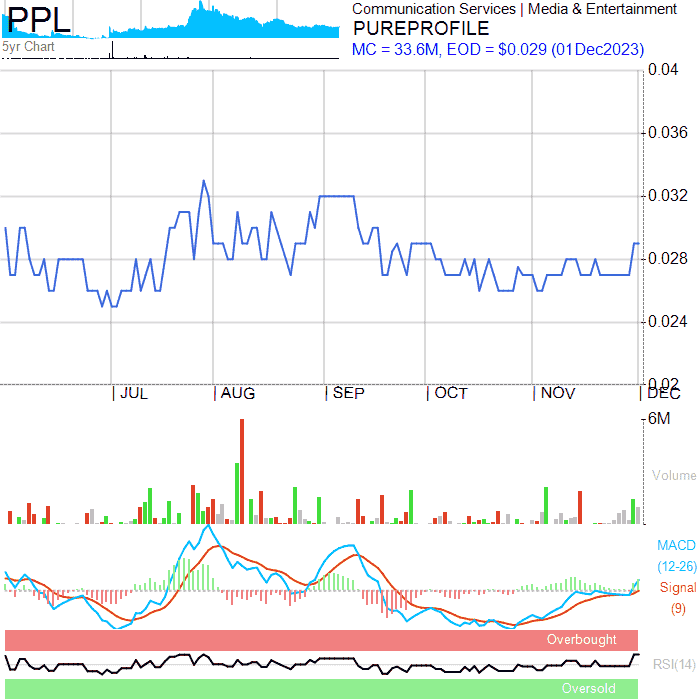 PPL
Communication Services | Media & Entertainment
PUREPROFILE
5yr Chart
MC = 33.6M, EOD = $0.029 (01Dec2023)
0.04
0.036
0.032
0.028
0.024
0.02
JUL AUG SEP OCT NOV DEC
6M
Volume
MACD
(12-26)
Signal
(9)
Overbought
RSI(14)
Oversold